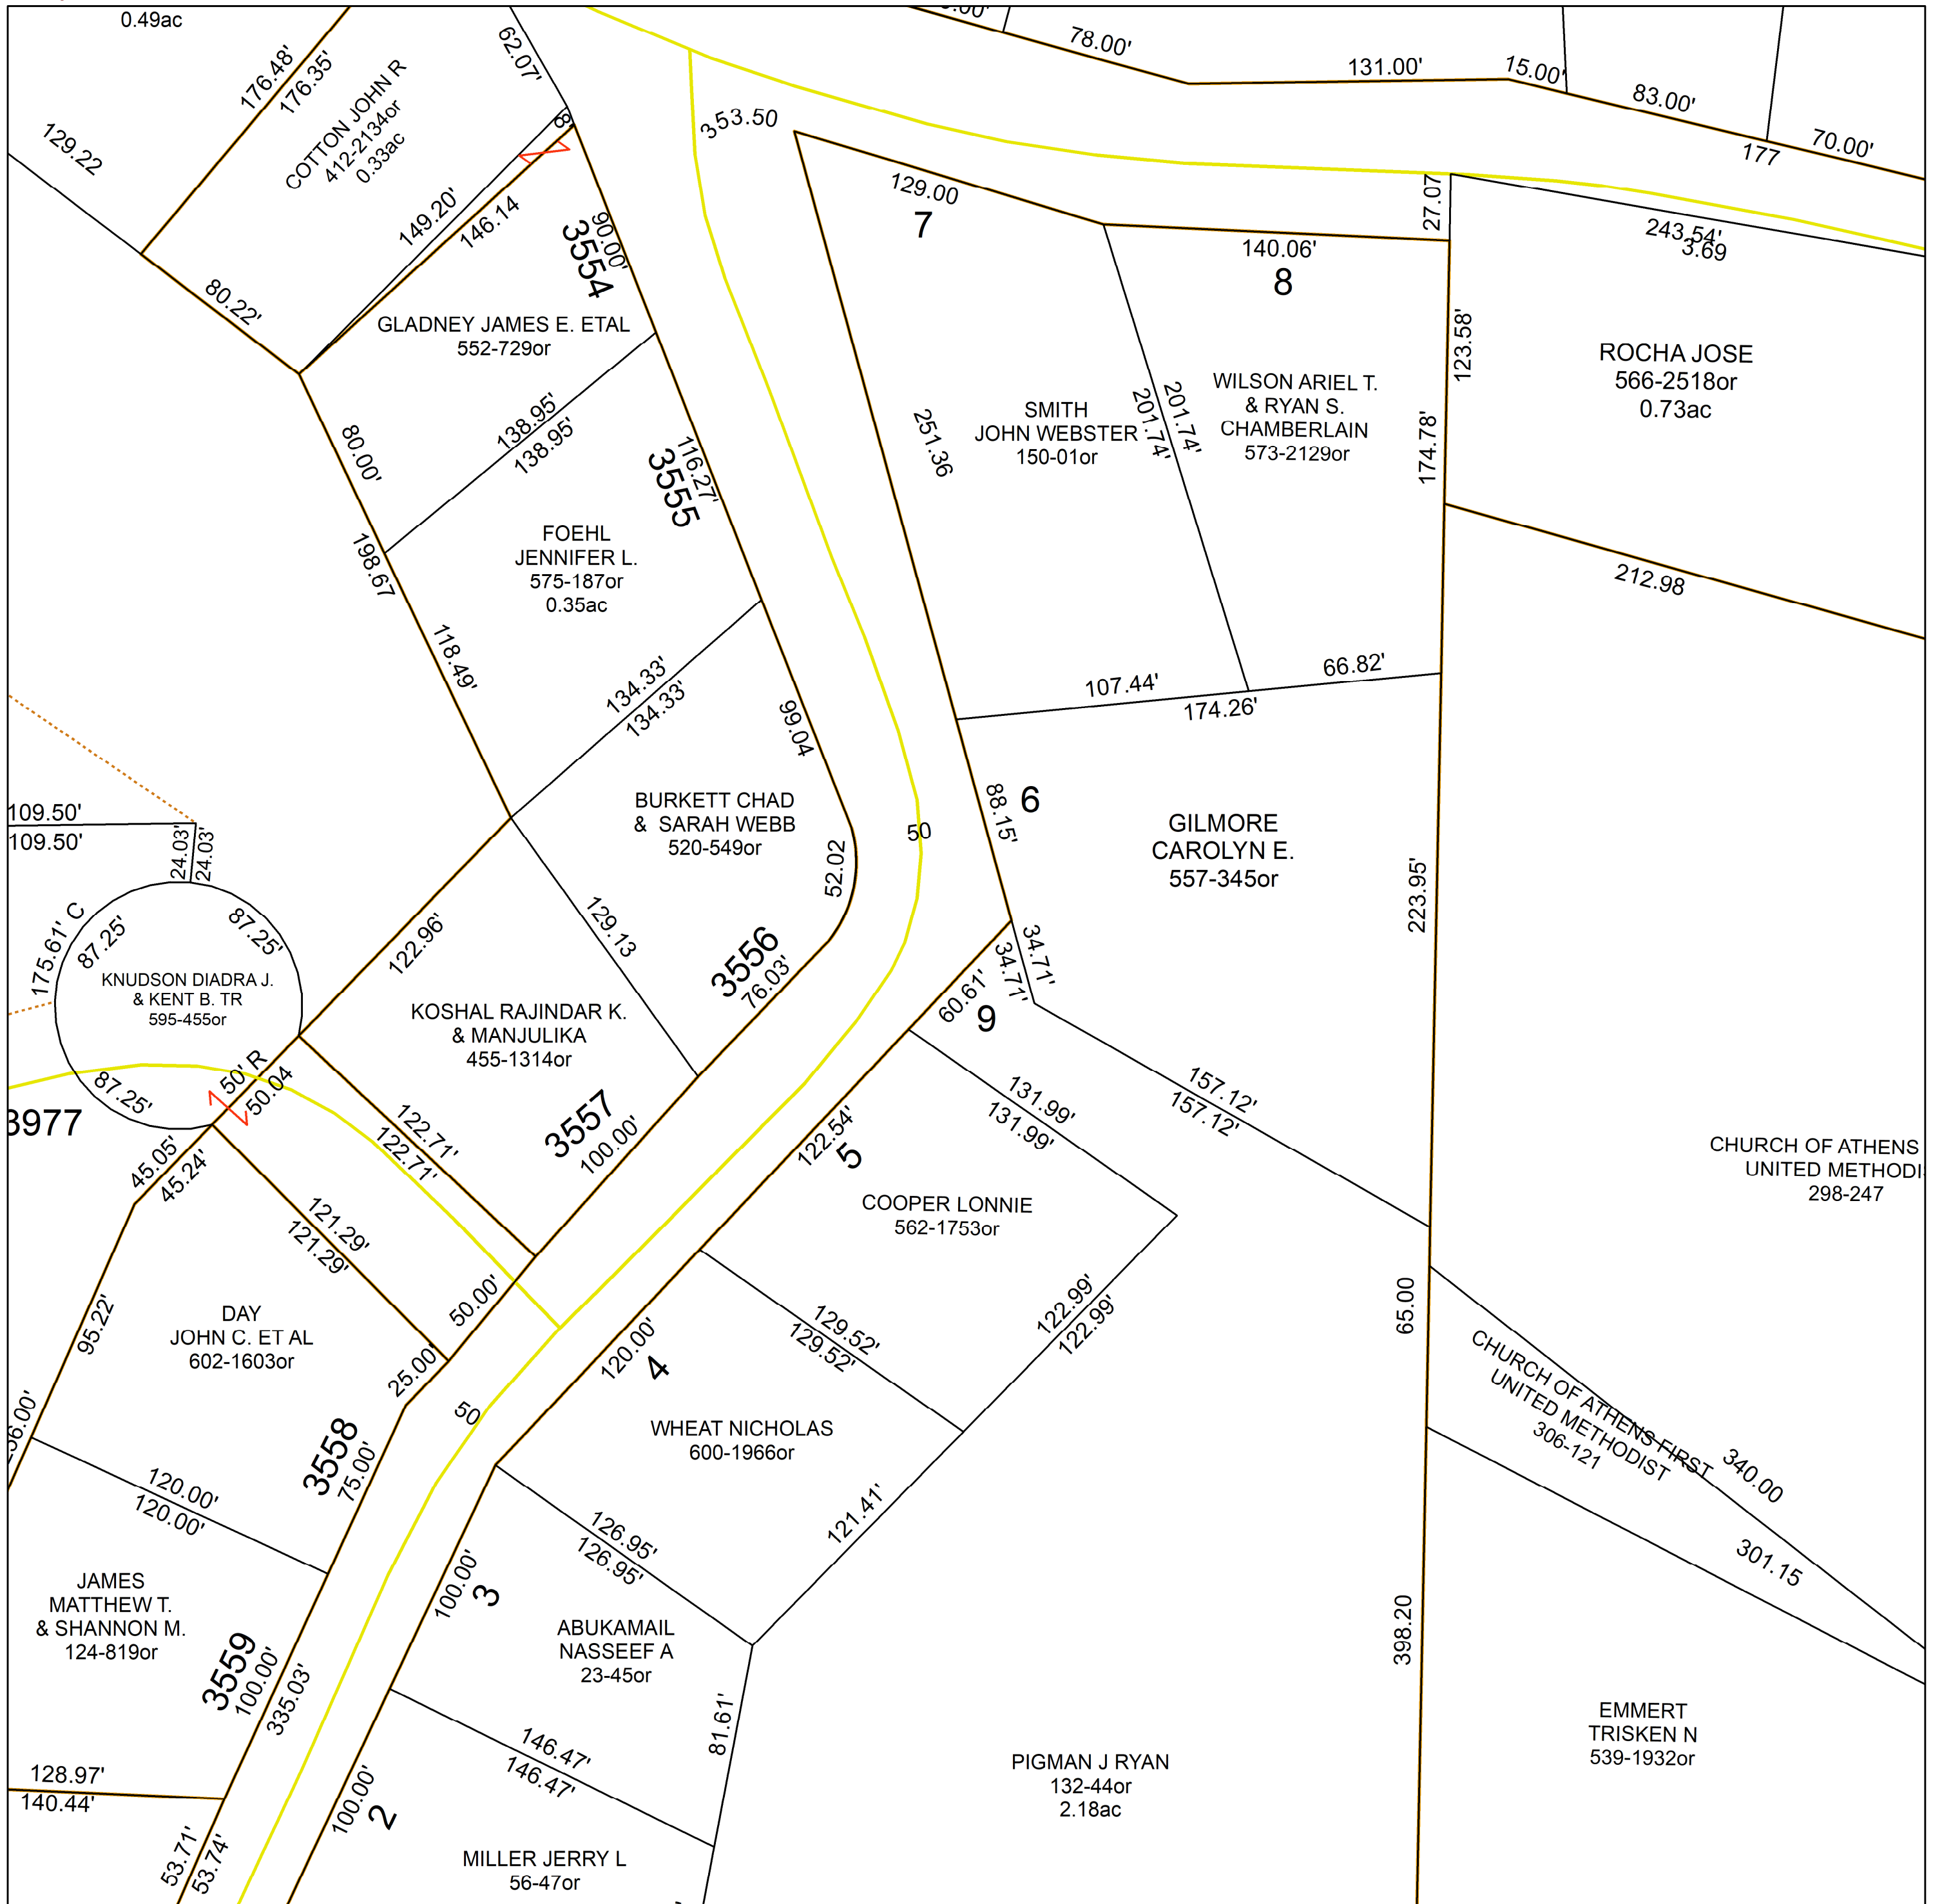 0.49ac
62.07'
3.00'
78.00'
131.00'
15.00'
83.00'
70.00'
177
176.48'
176.35'
COTTON JOHN R
412-2134or
0.33ac
129.22
8'
353.50
149.20'
146.14
129.00
7
27.07
243.54'
3.69
90.00'
3554
140.06'
8
80.22'
GLADNEY JAMES E. ETAL
552-729or
123.58'
ROCHA JOSE
566-2518or
0.73ac
WILSON ARIEL T.
& RYAN S.
CHAMBERLAIN
573-2129or
SMITH
JOHN WEBSTER
150-01or
201.74'
201.74'
251.36
174.78'
80.00'
138.95'
138.95'
116.27'
3555
198.67
FOEHL
JENNIFER L.
575-187or
0.35ac
212.98
118.49'
134.33'
134.33'
107.44'
66.82'
174.26'
99.04
109.50'
109.50'
24.03'
24.03'
BURKETT CHAD
& SARAH WEBB
520-549or
52.02
50
88.15'
6
GILMORE
CAROLYN E.
557-345or
223.95'
175.61' C
87.25'
87.25'
122.96'
129.13
3556
76.03'
34.71'
34.71'
60.61'
9
KNUDSON DIADRA J.
& KENT B. TR
595-455or
KOSHAL RAJINDAR K.
& MANJULIKA
455-1314or
50' R
50.04
87.25'
3977
122.71'
122.71'
3557
100.00'
122.54'
5
131.99'
131.99'
157.12'
157.12'
45.05'
45.24'
CHURCH OF ATHENS
UNITED METHODI
298-247
COOPER LONNIE
562-1753or
121.29'
121.29'
95.22'
DAY
JOHN C. ET AL
602-1603or
50.00'
25.00'
50
120.00'
4
129.52'
129.52'
122.99'
122.99'
65.00
CHURCH OF ATHENS FIRST
UNITED METHODIST
306-121
340.00
301.15
WHEAT NICHOLAS
600-1966or
3558
75.00'
120.00'
120.00'
121.41'
126.95'
126.95'
100.00'
3
JAMES
MATTHEW T.
& SHANNON M.
124-819or
ABUKAMAIL
NASSEEF A
23-45or
398.20
3559
100.00'
335.03'
81.61'
EMMERT
TRISKEN N
539-1932or
146.47'
146.47'
PIGMAN J RYAN
132-44or
2.18ac
128.97'
140.44'
100.00'
2
53.71'
53.74'
MILLER JERRY L
56-47or